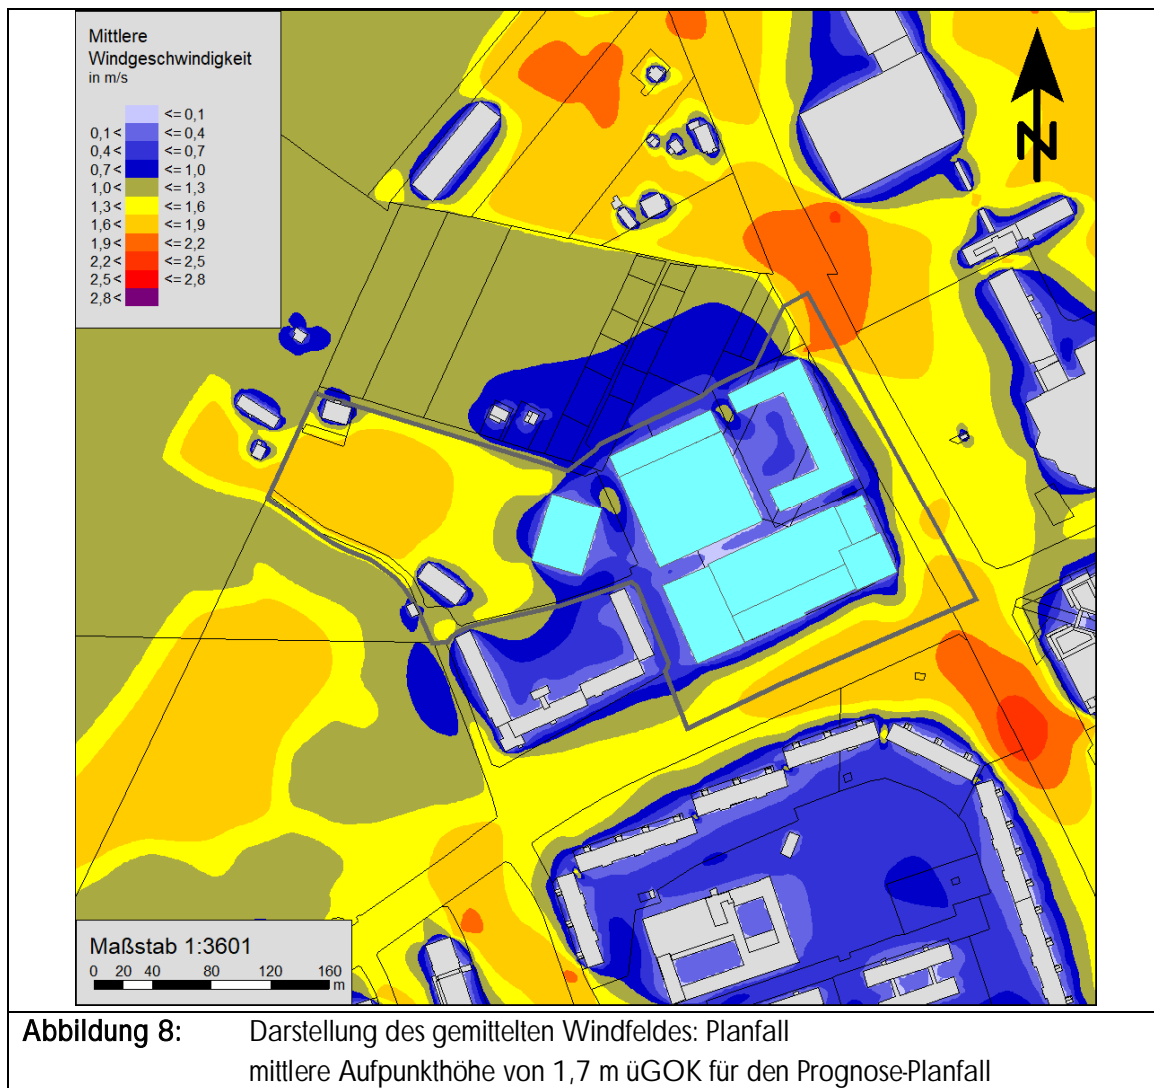 Mittlere
Windgeschwindigkeit
in m/s
<= 0,1
0,1< <= 0,4
0,4< <= 0,7
0,7< <= 1,0
1,0< <= 1,3
1,3< <= 1,6
1,6< <= 1,9
1,9< <= 2,2
2,2< <= 2,5
2,5< <= 2,8
2,8<
N
Maßstab 1:3601
0 20 40 80 120 160
m
Abbildung 8: Darstellung des gemittelten Windfeldes: Planfall
mittlere Aufpunkthöhe von 1,7 m üGOK für den Prognose-Planfall